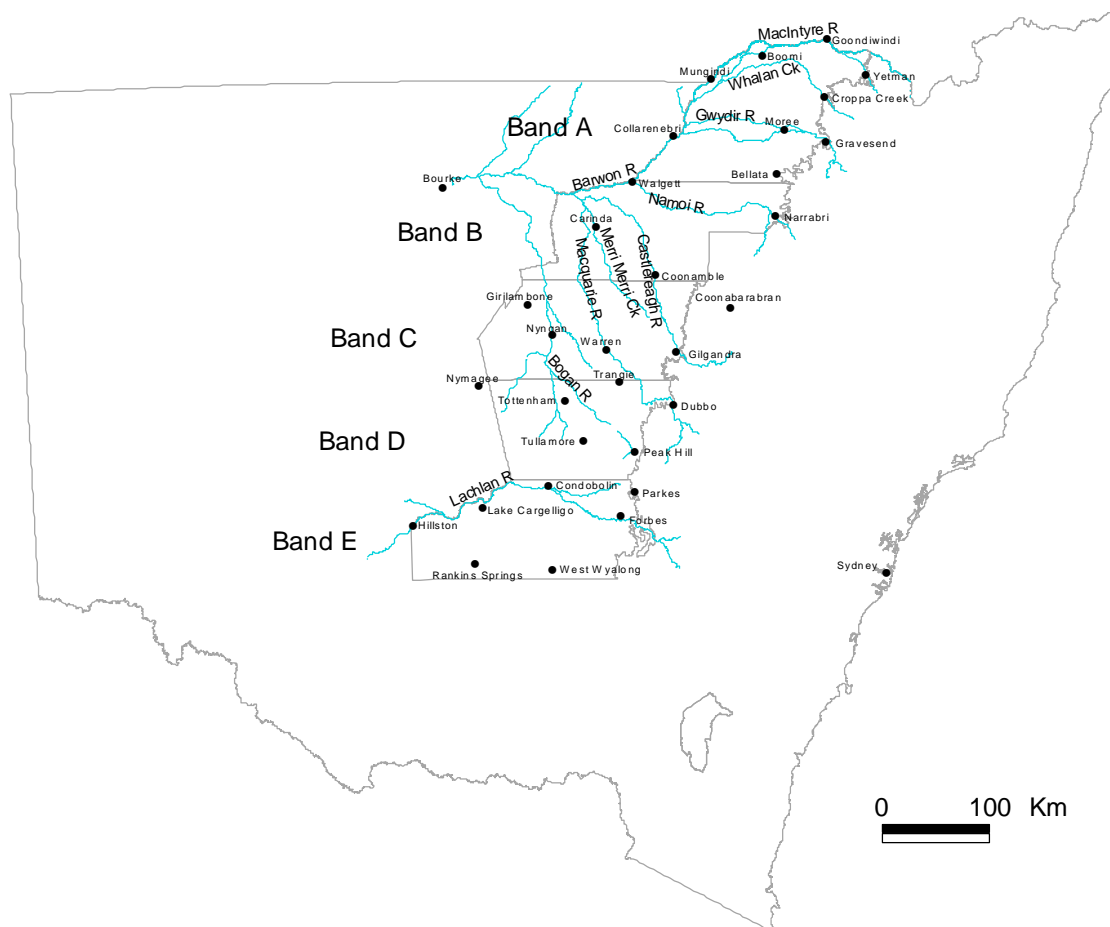 MacIntyre R
Goondiwindi
Boomi
Mungindi
Whalan Ck
Yetman
Croppa Creek
Band A
Gwydir R
Moree
Collarenebri
Gravesend
Bourke
Barwon R
Walgett
Bellata
Namoi R
Narrabri
Band B
Carinda
Merri Merri Ck
Castlereagh R
Macquarie R
Coonamble
Girilambone
Coonabarabran
Band C
Nyngan
Warren
Gilgandra
Bogan R
Nymagee
Trangie
Tottenham
Dubbo
Band D
Tullamore
Peak Hill
Lachlan R
Condobolin
Parkes
Lake Cargelligo
Forbes
Hillston
Band E
Rankins Springs
West Wyalong
Sydney
0 100 Km